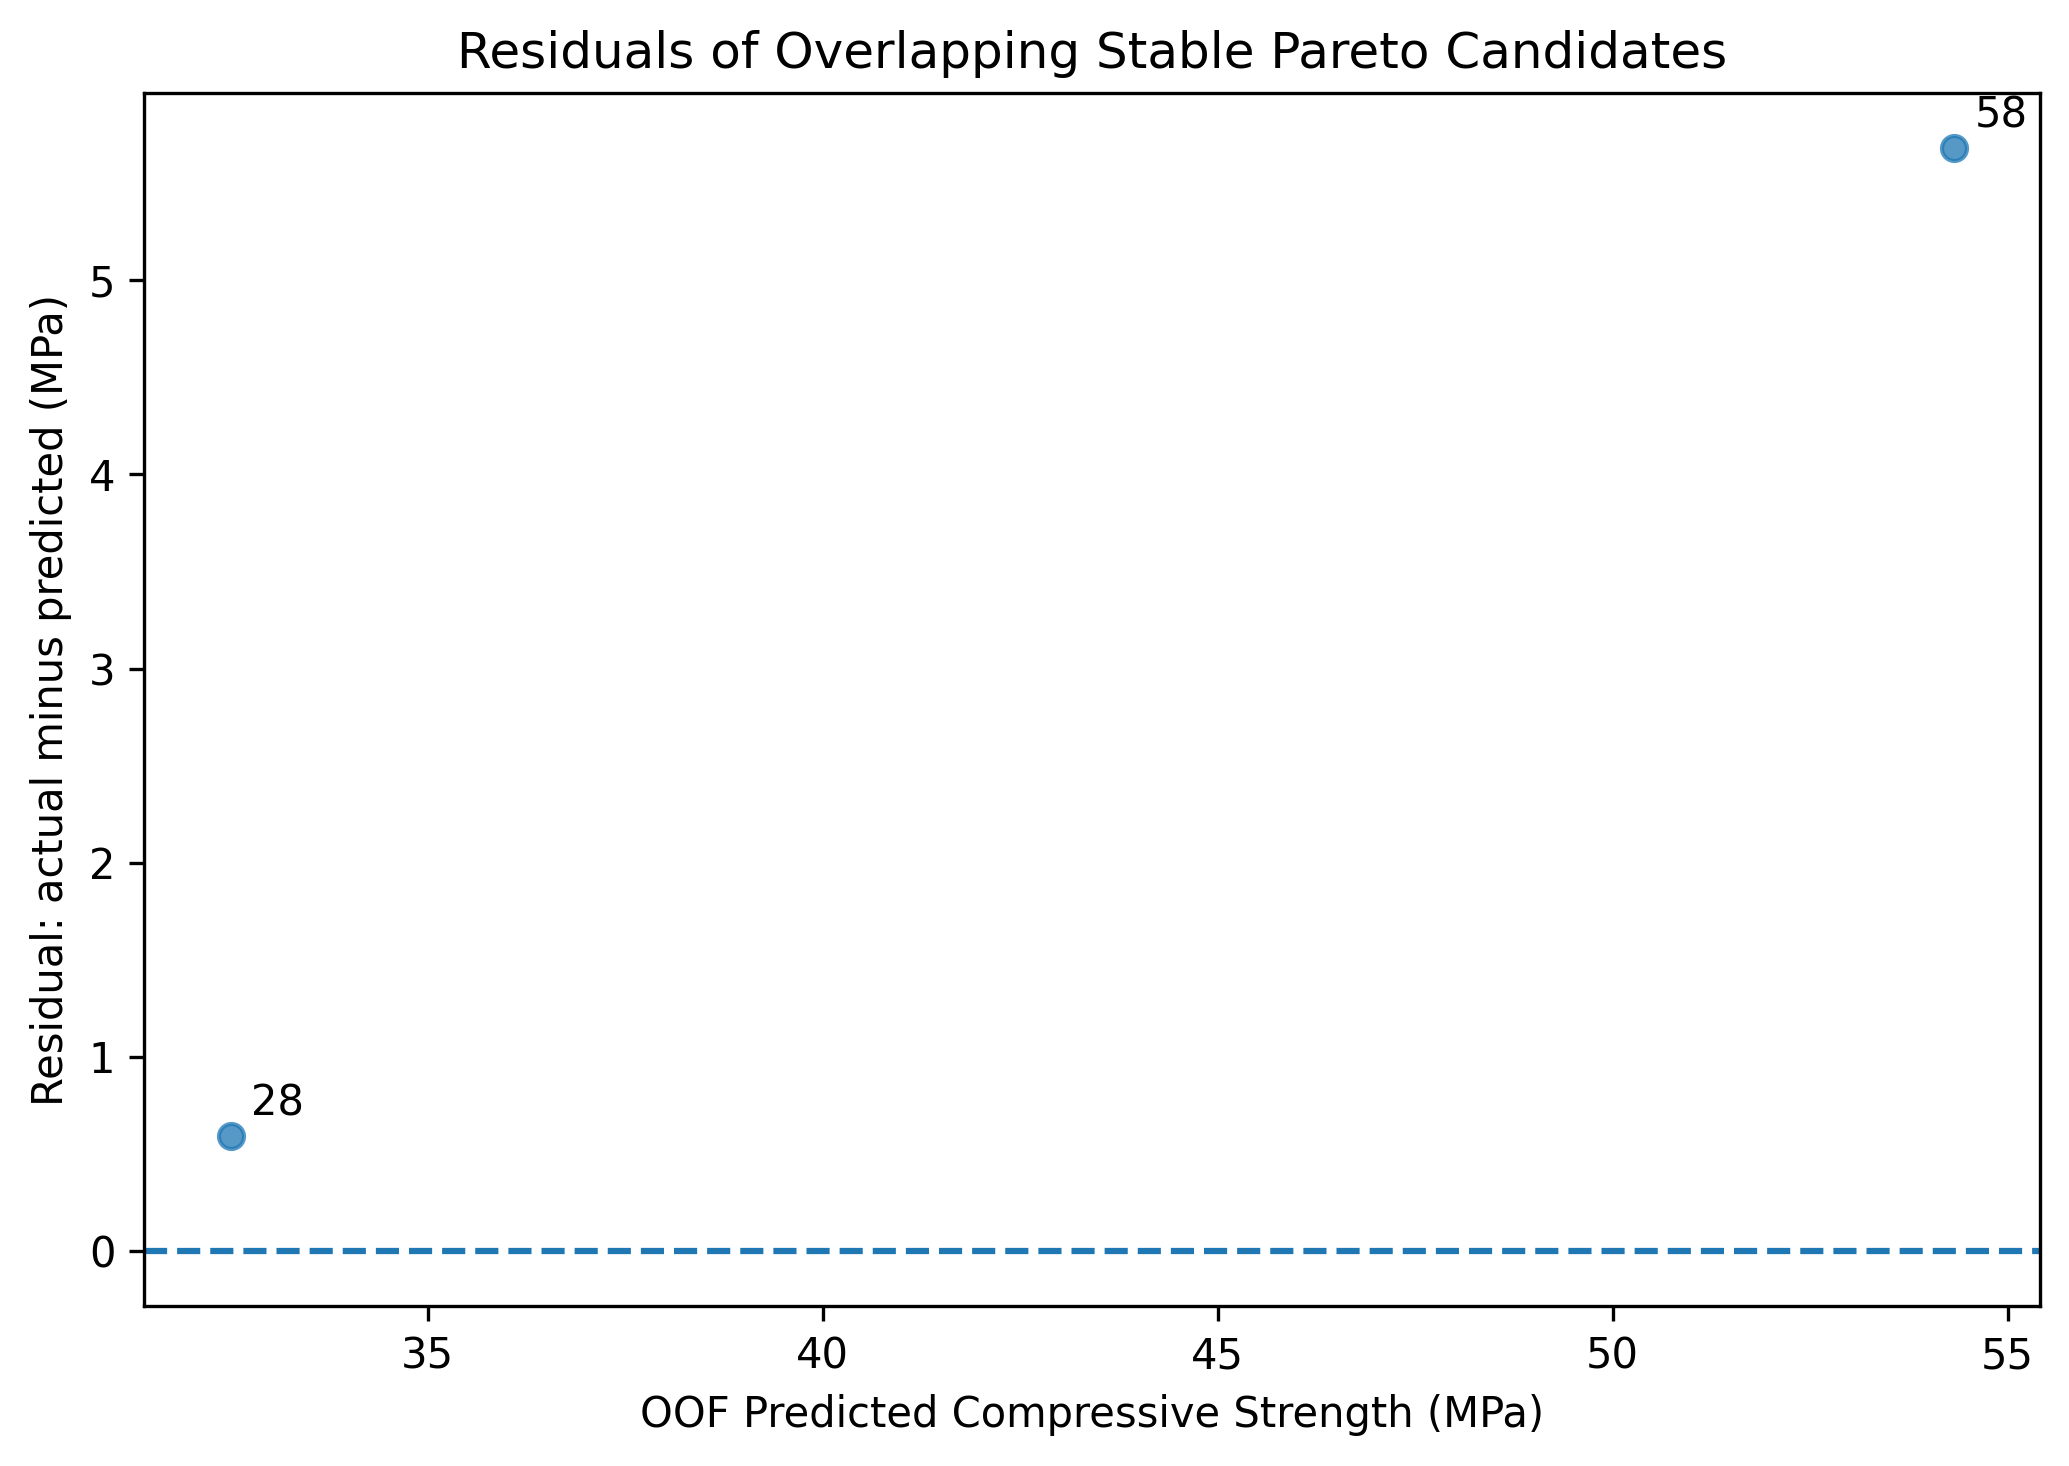 Residuals of Overlapping Stable Pareto Candidates
58
28
Residual: actual minus predicted (MPa)
5
4
3
2
1
0
35 40 45 50 55
OOF Predicted Compressive Strength (MPa)